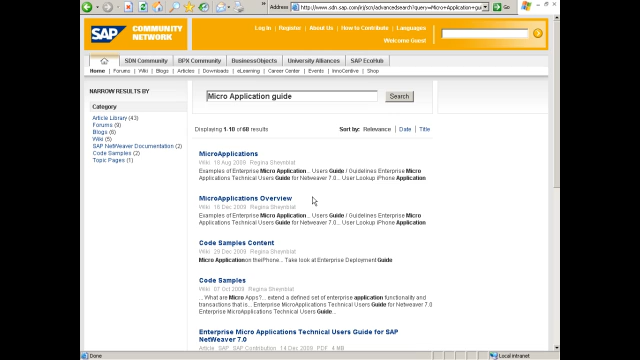 Address http://www.sdn.sap.com/irj/scn/advancedsearch?query=Micro+Application+gui Go
SAP COMMUNITY NETWORK
Log In | Register | About Us | How to Contribute | Languages
Welcome Guest
SDN Community BPX Community BusinessObjects University Alliances SAP EcoHub
Home | Forums | Wiki | Blogs | Articles | Downloads | eLearning | Career Center | Events | InnoCentive | Shop
NARROW RESULTS BY
Category
Article Library (43)
Forums (9)
Blogs (6)
Wiki (5)
SAP NetWeaver Documentation (2)
Code Samples (2)
Topic Pages (1)
Micro Application guide Search
Displaying 1-10 of 68 results Sort by: Relevance | Date | Title
MicroApplications
Wiki 18 Aug 2009 Regina Sheynblat
Examples of Enterprise Micro Application... Users Guide / Guidelines Enterprise Micro
Applications Technical Users Guide for Netweaver 7.0... User Lookup iPhone Application
MicroApplications Overview
Wiki 16 Dec 2009 Regina Sheynblat
Examples of Enterprise Micro Application... Users Guide / Guidelines Enterprise Micro
Applications Technical Users Guide for Netweaver 7.0... User Lookup iPhone Application
Code Samples Content
Wiki 29 Dec 2009 Regina Sheynblat
Micro Application on the iPhone... Take look at Enterprise Deployment Guide
Code Samples
Wiki 07 Oct 2009 Regina Sheynblat
... What are Micro Apps?... extend a defined set of enterprise application functionality and
transactions that is... Enterprise MicroApplications Technical Users Guide for
Netweaver 7.0... Enterprise MicroApplications Technical Users Guide...
Enterprise Micro Applications Technical Users Guide for SAP
NetWeaver 7.0
Article SAP SAP Contribution 14 Dec 2009 PDF 4 MB
Done Local intranet